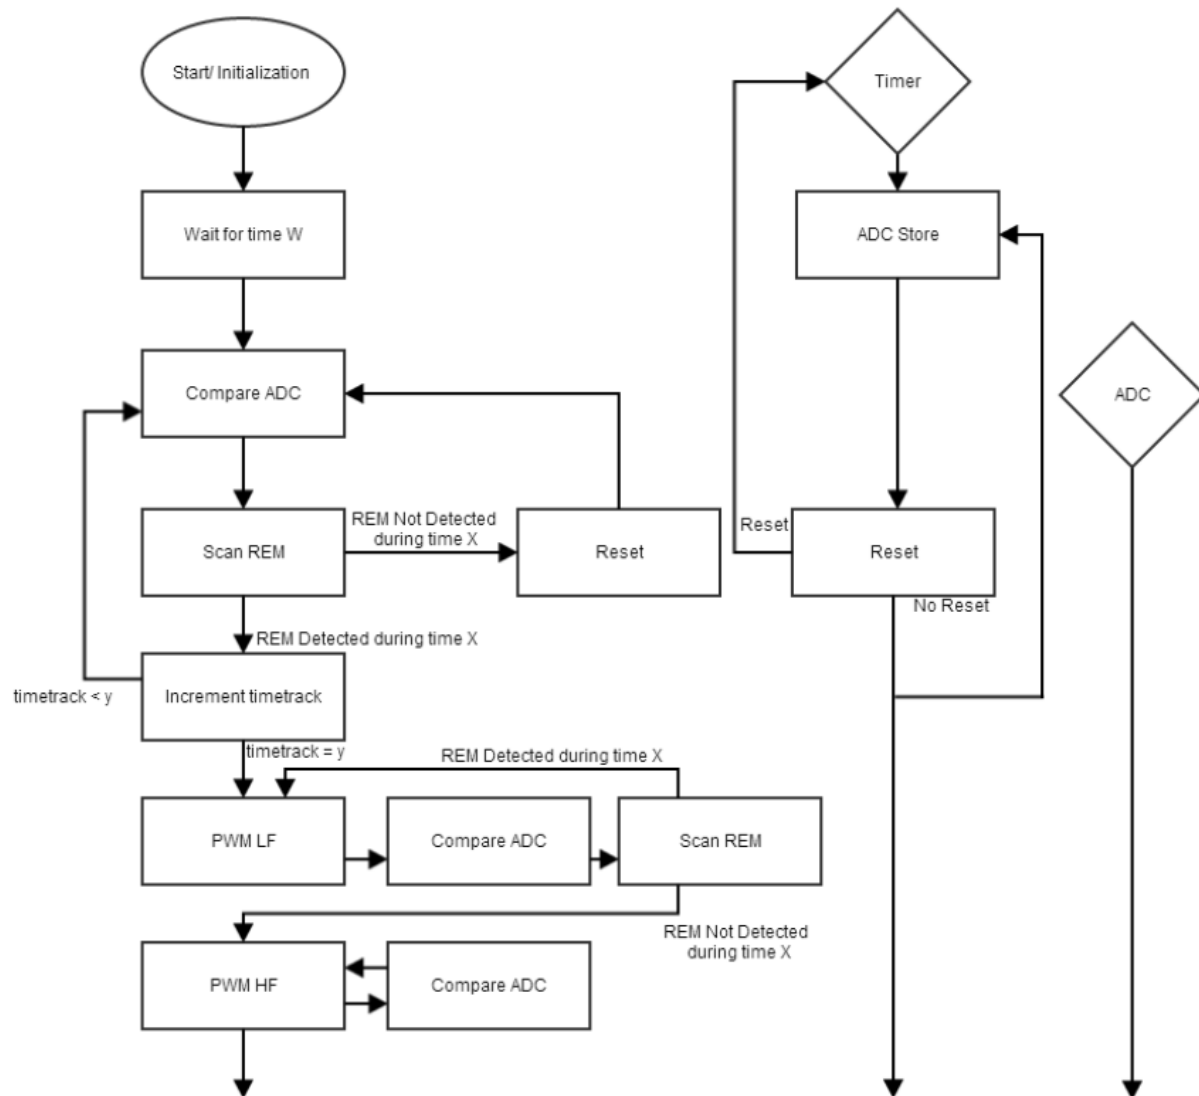 Start/ Initialization
Timer
Wait for time W
ADC Store
Compare ADC
ADC
REM Not Detected
during time X
Scan REM
Reset
Reset
Reset
No Reset
REM Detected during time X
timetrack < y
Increment timetrack
timetrack = y
REM Detected during time X
PWM LF
Compare ADC
Scan REM
REM Not Detected
during time X
PWM HF
Compare ADC